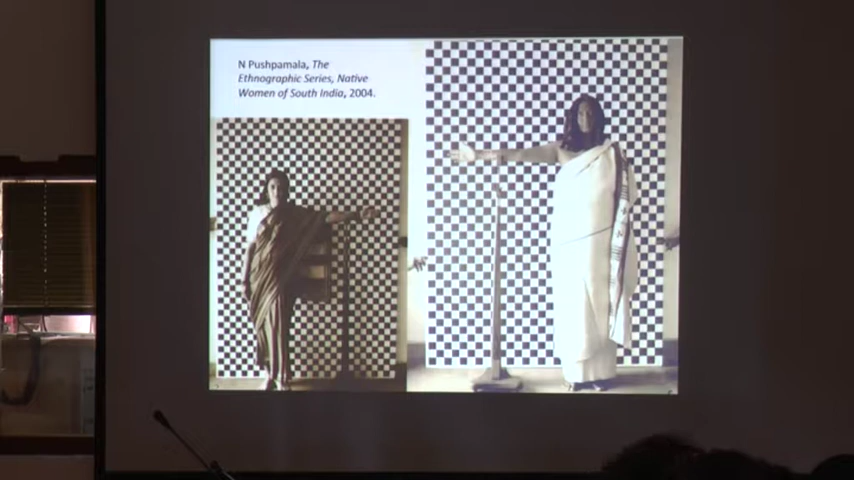 N Pushpamala, The
Ethnographic Series, Native
Women of South India, 2004.